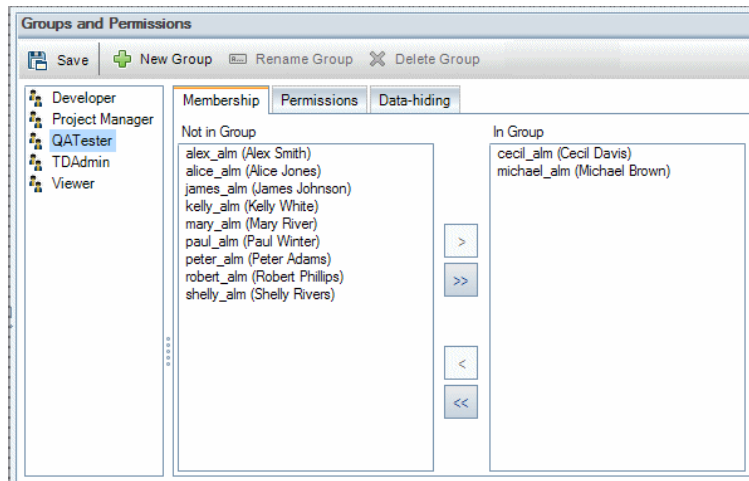 Groups and Permissions
Save New Group Rename Group Delete Group
Developer
Project Manager
QATester
TDAdmin
Viewer
Membership Permissions Data-hiding
Not in Group
alex_alm (Alex Smith)
alice_alm (Alice Jones)
james_alm (James Johnson)
kelly_alm (Kelly White)
mary_alm (Mary River)
paul_alm (Paul Winter)
peter_alm (Peter Adams)
robert_alm (Robert Phillips)
shelly_alm (Shelly Rivers)
>
>>
<
<<
In Group
cecil_alm (Cecil Davis)
michael_alm (Michael Brown)